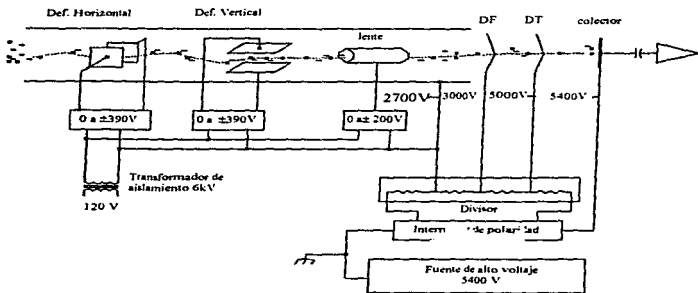 Def. Horizontal
Def. Vertical
lente
DF
DT
colector
2700V
3000V
5000V
5400V
0 a ±390V
0 a ±390V
0 a ± 200V
Transformador de
aislamiento 6kV
120 V
Divisor
de
Fuente de alto voltaje
5400 V